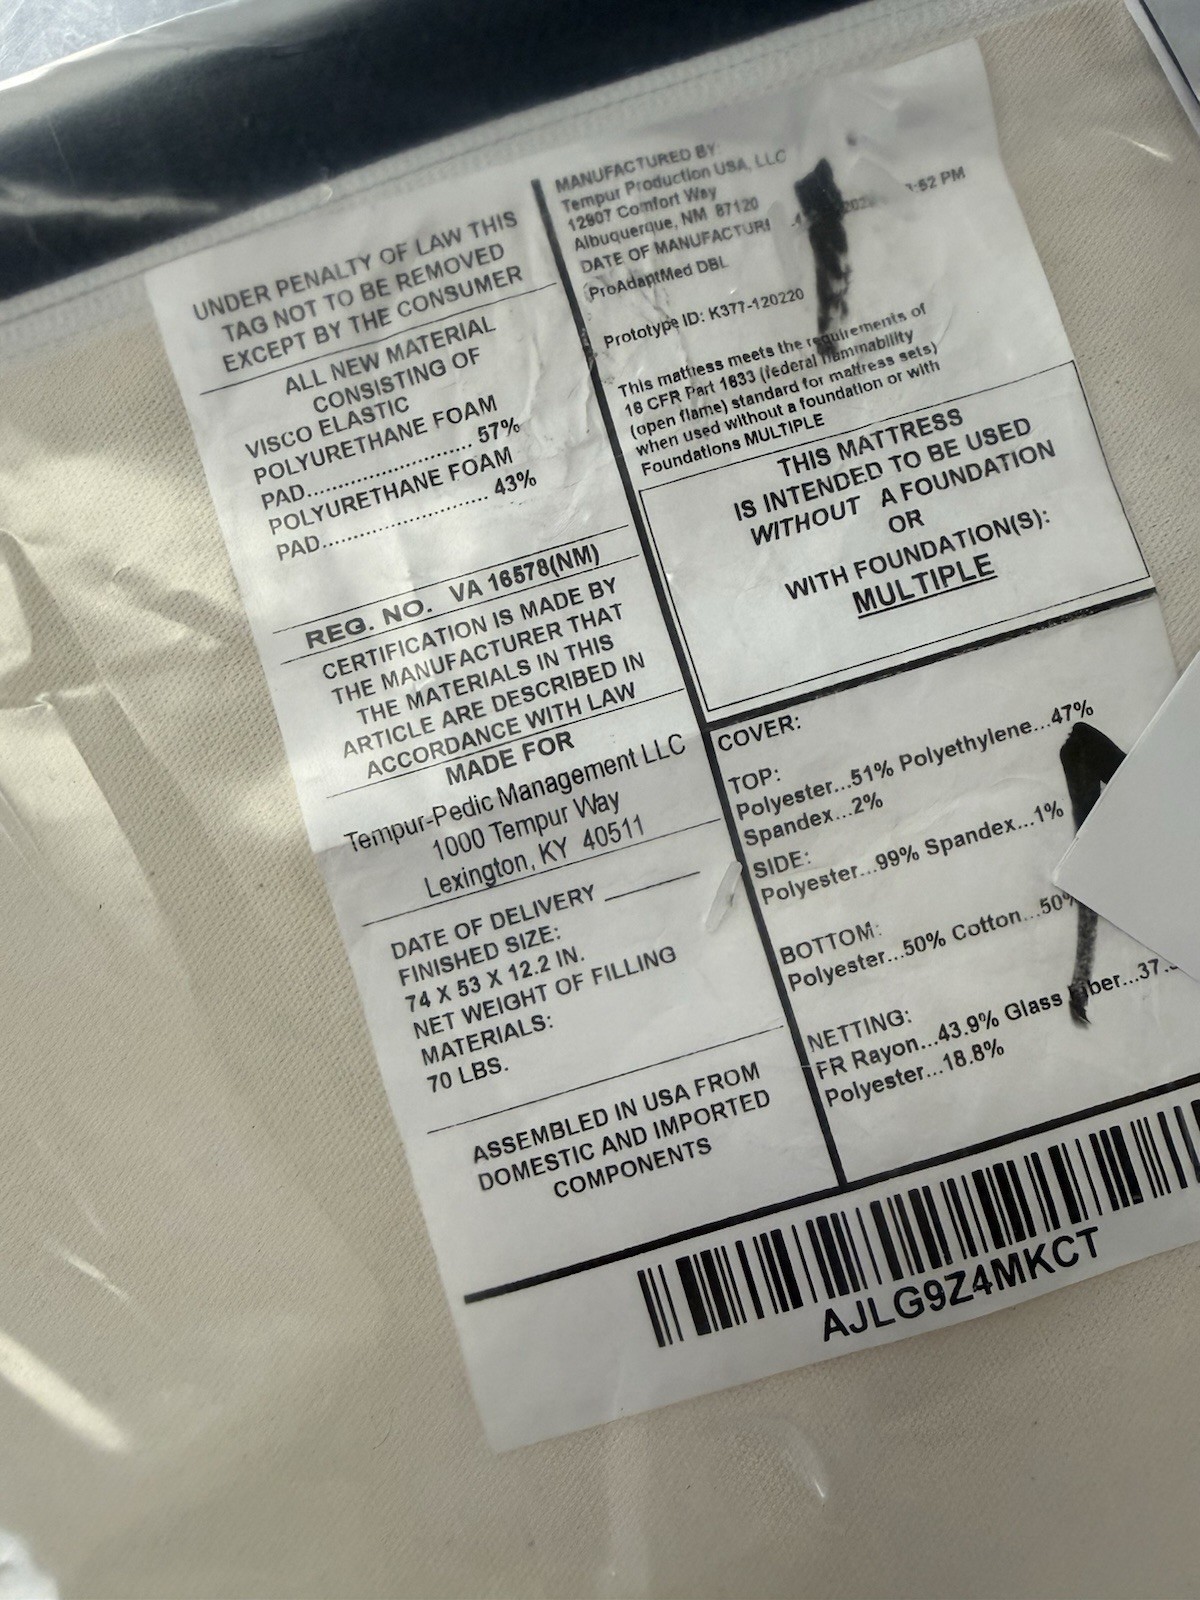 UNDER PENALTY OF LAW THIS
TAG NOT TO BE REMOVED
EXCEPT BY THE CONSUMER
ALL NEW MATERIAL
CONSISTING OF
VISCO ELASTIC
POLYURETHANE FOAM
PAD....................... 57%
POLYURETHANE FOAM
PAD....................... 43%
REG. NO. VA 16578(NM)
CERTIFICATION IS MADE BY
THE MANUFACTURER THAT
THE MATERIALS IN THIS
ARTICLE ARE DESCRIBED IN
ACCORDANCE WITH LAW
MADE FOR
Tempur-Pedic Management LLC
1000 Tempur Way
Lexington, KY 40511
DATE OF DELIVERY
FINISHED SIZE:
74 X 53 X 12.2 IN.
NET WEIGHT OF FILLING
MATERIALS:
70 LBS.
ASSEMBLED IN USA FROM
DOMESTIC AND IMPORTED
COMPONENTS
MANUFACTURED BY:
Tempur Production USA, LLC
12907 Comfort Way
Albuquerque, NM 87120
DATE OF MANUFACTURE PM
ProAdaptMed DBL
Prototype ID: K377-120220
This mattress meets the requirements of
16 CFR Part 1633 (federal flammability
(open flame) standard for mattress sets)
when used without a foundation or with
Foundations MULTIPLE
THIS MATTRESS
IS INTENDED TO BE USED
WITHOUT A FOUNDATION
OR
WITH FOUNDATION(S):
MULTIPLE
COVER:
TOP:
Polyester...51% Polyethylene...47%
Spandex...2%
SIDE:
Polyester...99% Spandex...1%
BOTTOM:
Polyester...50% Cotton...50%
NETTING:
FR Rayon...43.9% Glass Fiber...37.
Polyester...18.8%
AJLG9Z4MKCT